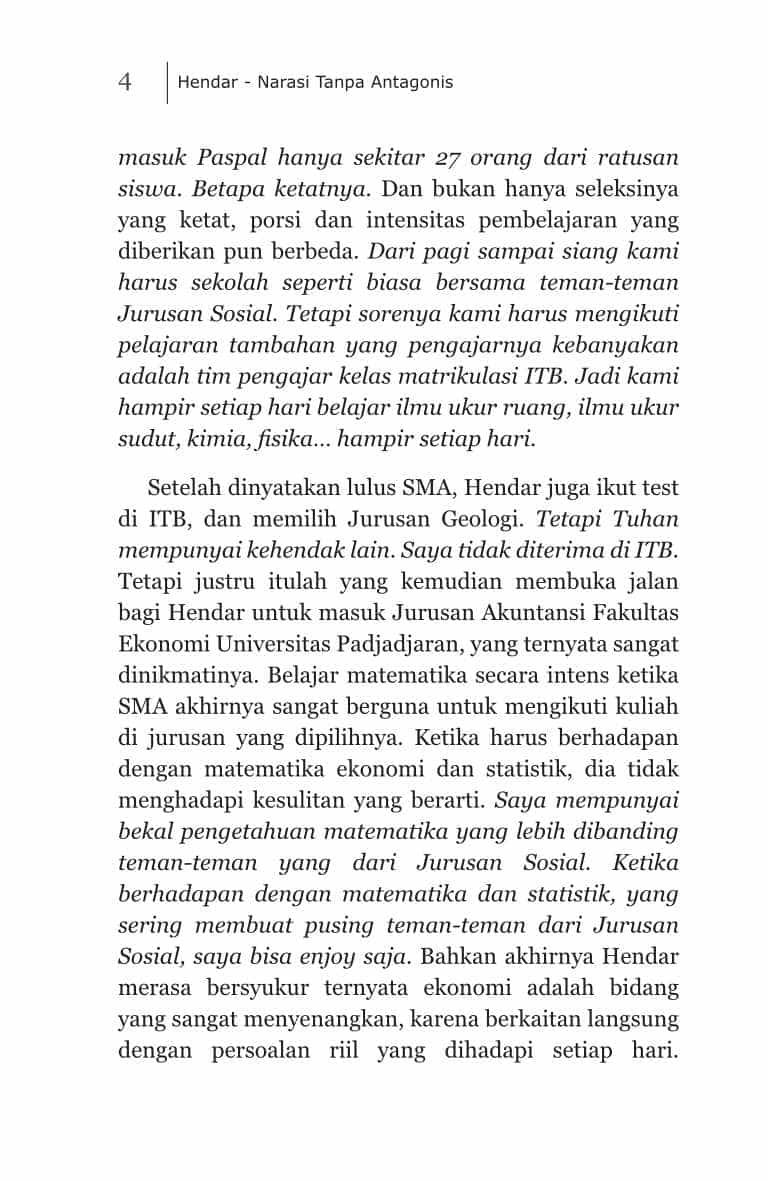 4
Hendar - Narasi Tanpa Antagonis
masuk Paspal hanya sekitar 27 orang dari ratusan
siswa. Betapa ketatnya. Dan bukan hanya seleksinya
yang ketat, porsi dan intensitas pembelajaran yang
diberikan pun berbeda. Dari pagi sampai siang kami
harus sekolah seperti biasa bersama teman-teman
Jurusan Sosial. Tetapi sorenya kami harus mengikuti
pelajaran tambahan yang pengajarnya kebanyakan
adalah tim pengajar kelas matrikulasi ITB. Jadi kami
hampir setiap hari belajar ilmu ukur ruang, ilmu ukur
sudut, kimia, fisika... hampir setiap hari.
Setelah dinyatakan lulus SMA, Hendar juga ikut test
di ITB, dan memilih Jurusan Geologi. Tetapi Tuhan
mempunyai kehendak lain. Saya tidak diterima di ITB.
Tetapi justru itulah yang kemudian membuka jalan
bagi Hendar untuk masuk Jurusan Akuntansi Fakultas
Ekonomi Universitas Padjadjaran, yang ternyata sangat
dinikmatinya. Belajar matematika secara intens ketika
SMA akhirnya sangat berguna untuk mengikuti kuliah
di jurusan yang dipilihnya. Ketika harus berhadapan
dengan matematika ekonomi dan statistik, dia tidak
menghadapi kesulitan yang berarti. Saya mempunyai
bekal pengetahuan matematika yang lebih dibanding
teman-teman yang dari Jurusan Sosial. Ketika
berhadapan dengan matematika dan statistik, yang
sering membuat pusing teman-teman dari Jurusan
Sosial, saya bisa enjoy saja. Bahkan akhirnya Hendar
merasa bersyukur ternyata ekonomi adalah bidang
yang sangat menyenangkan, karena berkaitan langsung
dengan persoalan riil yang dihadapi setiap hari.